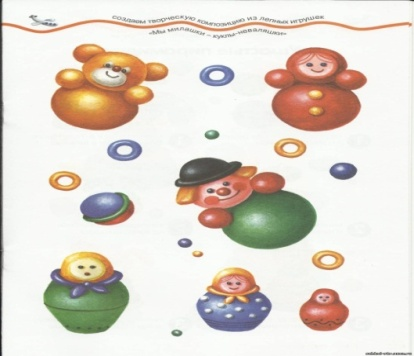 создаем творческую композицию из лепных игрушек
«Мы милашки – куклы-неваляшки»